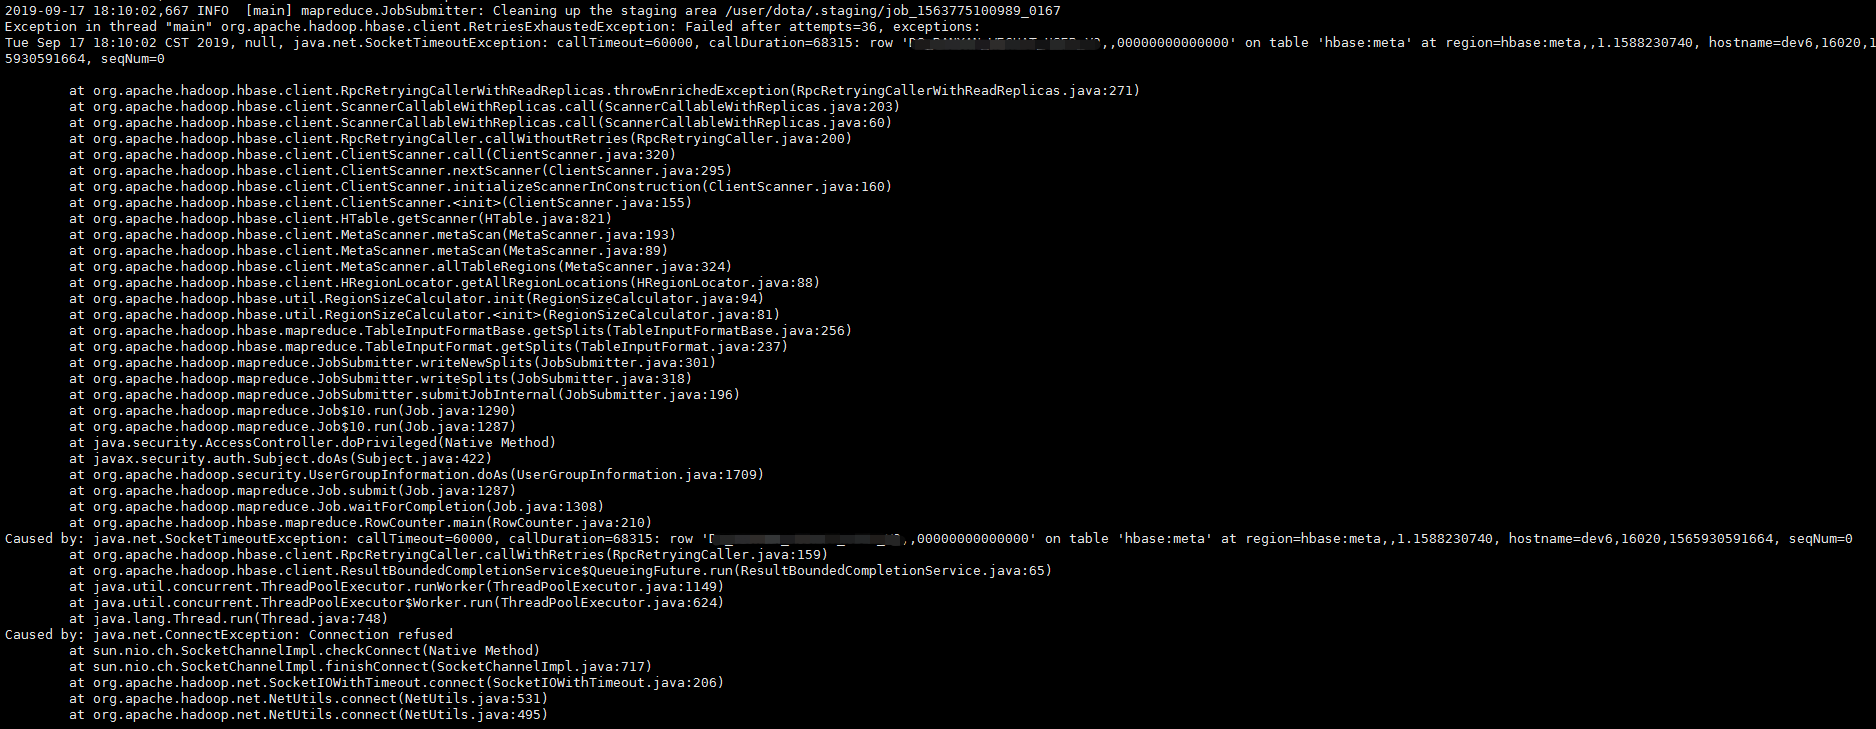 2019-09-17 18:10:02,667 INFO  [main] mapreduce.JobSubmitter: Cleaning up the staging area /user/dota/.staging/job_1563775100989_0167
Exception in thread "main" org.apache.hadoop.hbase.client.RetriesExhaustedException: Failed after attempts=36, exceptions:
Tue Sep 17 18:10:02 CST 2019, null, java.net.SocketTimeoutException: callTimeout=60000, callDuration=68315: row ' ,,00000000000000' on table 'hbase:meta' at region=hbase:meta,,1.1588230740, hostname=dev6,16020,1
5930591664, seqNum=0
at org.apache.hadoop.hbase.client.RpcRetryingCallerWithReadReplicas.throwEnrichedException(RpcRetryingCallerWithReadReplicas.java:271)
at org.apache.hadoop.hbase.client.ScannerCallableWithReplicas.call(ScannerCallableWithReplicas.java:203)
at org.apache.hadoop.hbase.client.ScannerCallableWithReplicas.call(ScannerCallableWithReplicas.java:60)
at org.apache.hadoop.hbase.client.RpcRetryingCaller.callWithoutRetries(RpcRetryingCaller.java:200)
at org.apache.hadoop.hbase.client.ClientScanner.call(ClientScanner.java:320)
at org.apache.hadoop.hbase.client.ClientScanner.nextScanner(ClientScanner.java:295)
at org.apache.hadoop.hbase.client.ClientScanner.initializeScannerInConstruction(ClientScanner.java:160)
at org.apache.hadoop.hbase.client.ClientScanner.<init>(ClientScanner.java:155)
at org.apache.hadoop.hbase.client.HTable.getScanner(HTable.java:821)
at org.apache.hadoop.hbase.client.MetaScanner.metaScan(MetaScanner.java:193)
at org.apache.hadoop.hbase.client.MetaScanner.metaScan(MetaScanner.java:89)
at org.apache.hadoop.hbase.client.MetaScanner.allTableRegions(MetaScanner.java:324)
at org.apache.hadoop.hbase.client.HRegionLocator.getAllRegionLocations(HRegionLocator.java:88)
at org.apache.hadoop.hbase.util.RegionSizeCalculator.init(RegionSizeCalculator.java:94)
at org.apache.hadoop.hbase.util.RegionSizeCalculator.<init>(RegionSizeCalculator.java:81)
at org.apache.hadoop.hbase.mapreduce.TableInputFormatBase.getSplits(TableInputFormatBase.java:256)
at org.apache.hadoop.hbase.mapreduce.TableInputFormat.getSplits(TableInputFormat.java:237)
at org.apache.hadoop.mapreduce.JobSubmitter.writeNewSplits(JobSubmitter.java:301)
at org.apache.hadoop.mapreduce.JobSubmitter.writeSplits(JobSubmitter.java:318)
at org.apache.hadoop.mapreduce.JobSubmitter.submitJobInternal(JobSubmitter.java:196)
at org.apache.hadoop.mapreduce.Job$10.run(Job.java:1290)
at org.apache.hadoop.mapreduce.Job$10.run(Job.java:1287)
at java.security.AccessController.doPrivileged(Native Method)
at javax.security.auth.Subject.doAs(Subject.java:422)
at org.apache.hadoop.security.UserGroupInformation.doAs(UserGroupInformation.java:1709)
at org.apache.hadoop.mapreduce.Job.submit(Job.java:1287)
at org.apache.hadoop.mapreduce.Job.waitForCompletion(Job.java:1308)
at org.apache.hadoop.hbase.mapreduce.RowCounter.main(RowCounter.java:210)
Caused by: java.net.SocketTimeoutException: callTimeout=60000, callDuration=68315: row ' ,,00000000000000' on table 'hbase:meta' at region=hbase:meta,,1.1588230740, hostname=dev6,16020,1565930591664, seqNum=0
at org.apache.hadoop.hbase.client.RpcRetryingCaller.callWithRetries(RpcRetryingCaller.java:159)
at org.apache.hadoop.hbase.client.ResultBoundedCompletionService$QueueingFuture.run(ResultBoundedCompletionService.java:65)
at java.util.concurrent.ThreadPoolExecutor.runWorker(ThreadPoolExecutor.java:1149)
at java.util.concurrent.ThreadPoolExecutor$Worker.run(ThreadPoolExecutor.java:624)
at java.lang.Thread.run(Thread.java:748)
Caused by: java.net.ConnectException: Connection refused
at sun.nio.ch.SocketChannelImpl.checkConnect(Native Method)
at sun.nio.ch.SocketChannelImpl.finishConnect(SocketChannelImpl.java:717)
at org.apache.hadoop.net.SocketIOWithTimeout.connect(SocketIOWithTimeout.java:206)
at org.apache.hadoop.net.NetUtils.connect(NetUtils.java:531)
at org.apache.hadoop.net.NetUtils.connect(NetUtils.java:495)